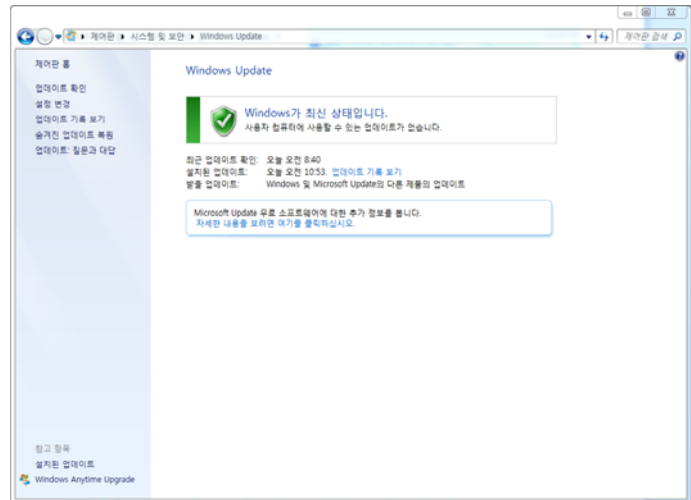 제어판 ▸ 시스템 및 보안 ▸ Windows Update
제어판 검색
제어판 홈
업데이트 확인
설정 변경
업데이트 기록 보기
숨겨진 업데이트 복원
업데이트: 질문과 대답
Windows Update
Windows가 최신 상태입니다.
사용자 컴퓨터에 사용할 수 있는 업데이트가 없습니다.
최근 업데이트 확인: 오늘 오전 8:40
설치된 업데이트: 오늘 오전 10:53. 업데이트 기록 보기
받을 업데이트: Windows 및 Microsoft Update의 다른 제품의 업데이트
Microsoft Update 무료 소프트웨어에 대한 추가 정보를 봅니다.
자세한 내용을 보려면 여기를 클릭하십시오.
참고 항목
설치된 업데이트
Windows Anytime Upgrade